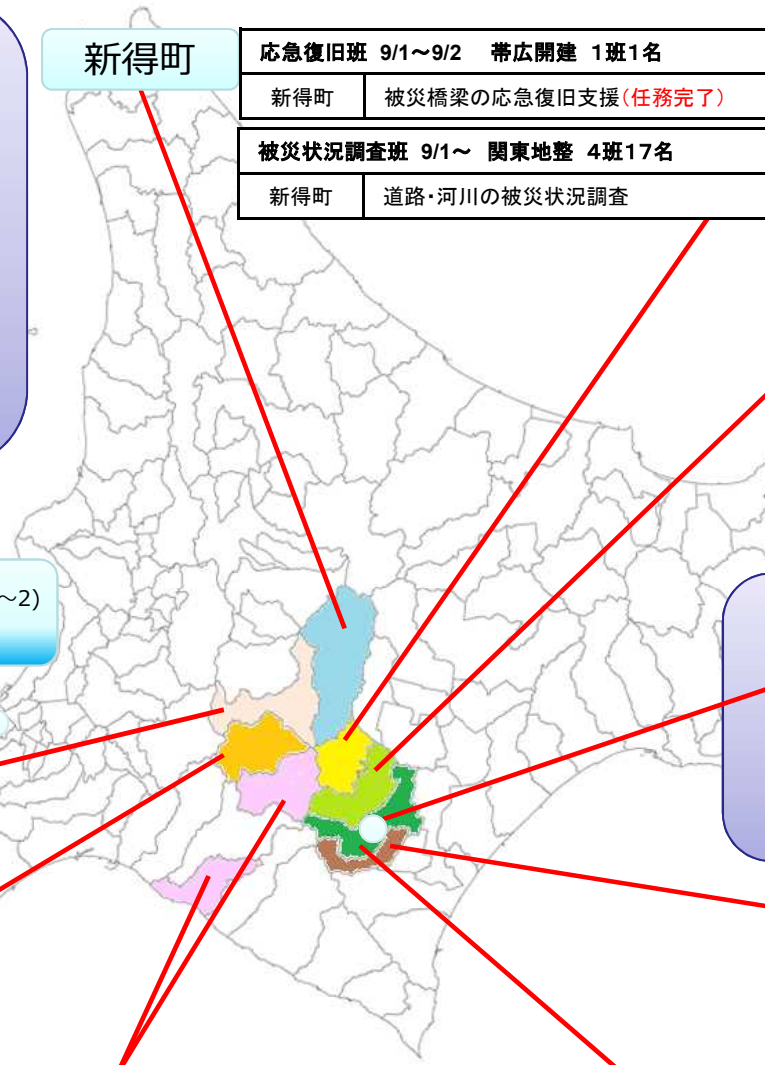 新得町
応急復旧班 9/1～9/2 帯広開建 1班1名
新得町 被災橋梁の応急復旧支援(任務完了)
被災状況調査班 9/1～ 関東地整 4班17名
新得町 道路・河川の被災状況調査
～2)